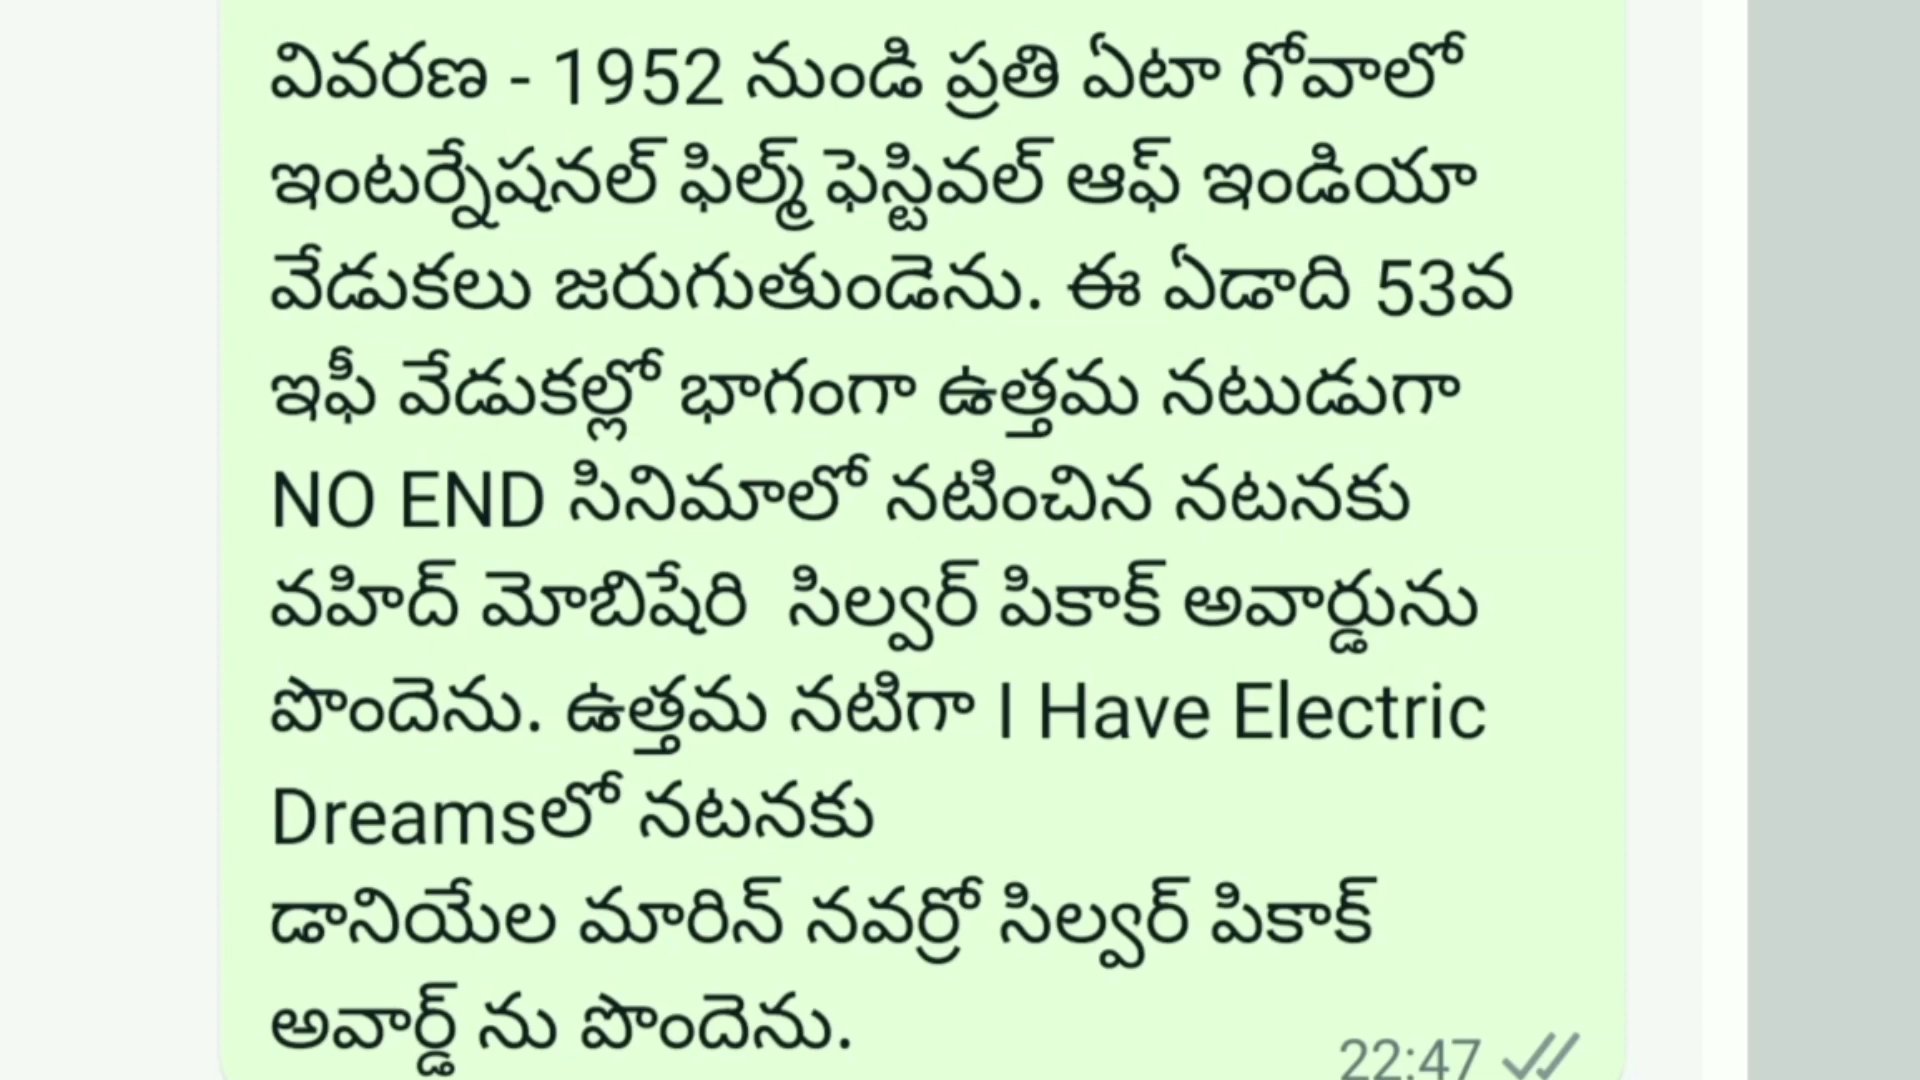 వివరణ - 1952 నుండి ప్రతి ఏటా గోవాలో
ఇంటర్నేషనల్ ఫిల్మ్ ఫెస్టివల్ ఆఫ్ ఇండియా
వేడుకలు జరుగుతుండెను. ఈ ఏడాది 53వ
ఇఫీ వేడుకల్లో భాగంగా ఉత్తమ నటుడుగా
NO END సినిమాలో నటించిన నటనకు
వహిద్ మోబిషేరి సిల్వర్ పికాక్ అవార్డును
పొందెను. ఉత్తమ నటిగా I Have Electric
Dreamsలో నటనకు
డానియేల మారిన్ నవర్రో సిల్వర్ పికాక్
అవార్డ్ ను పొందెను.
22:47